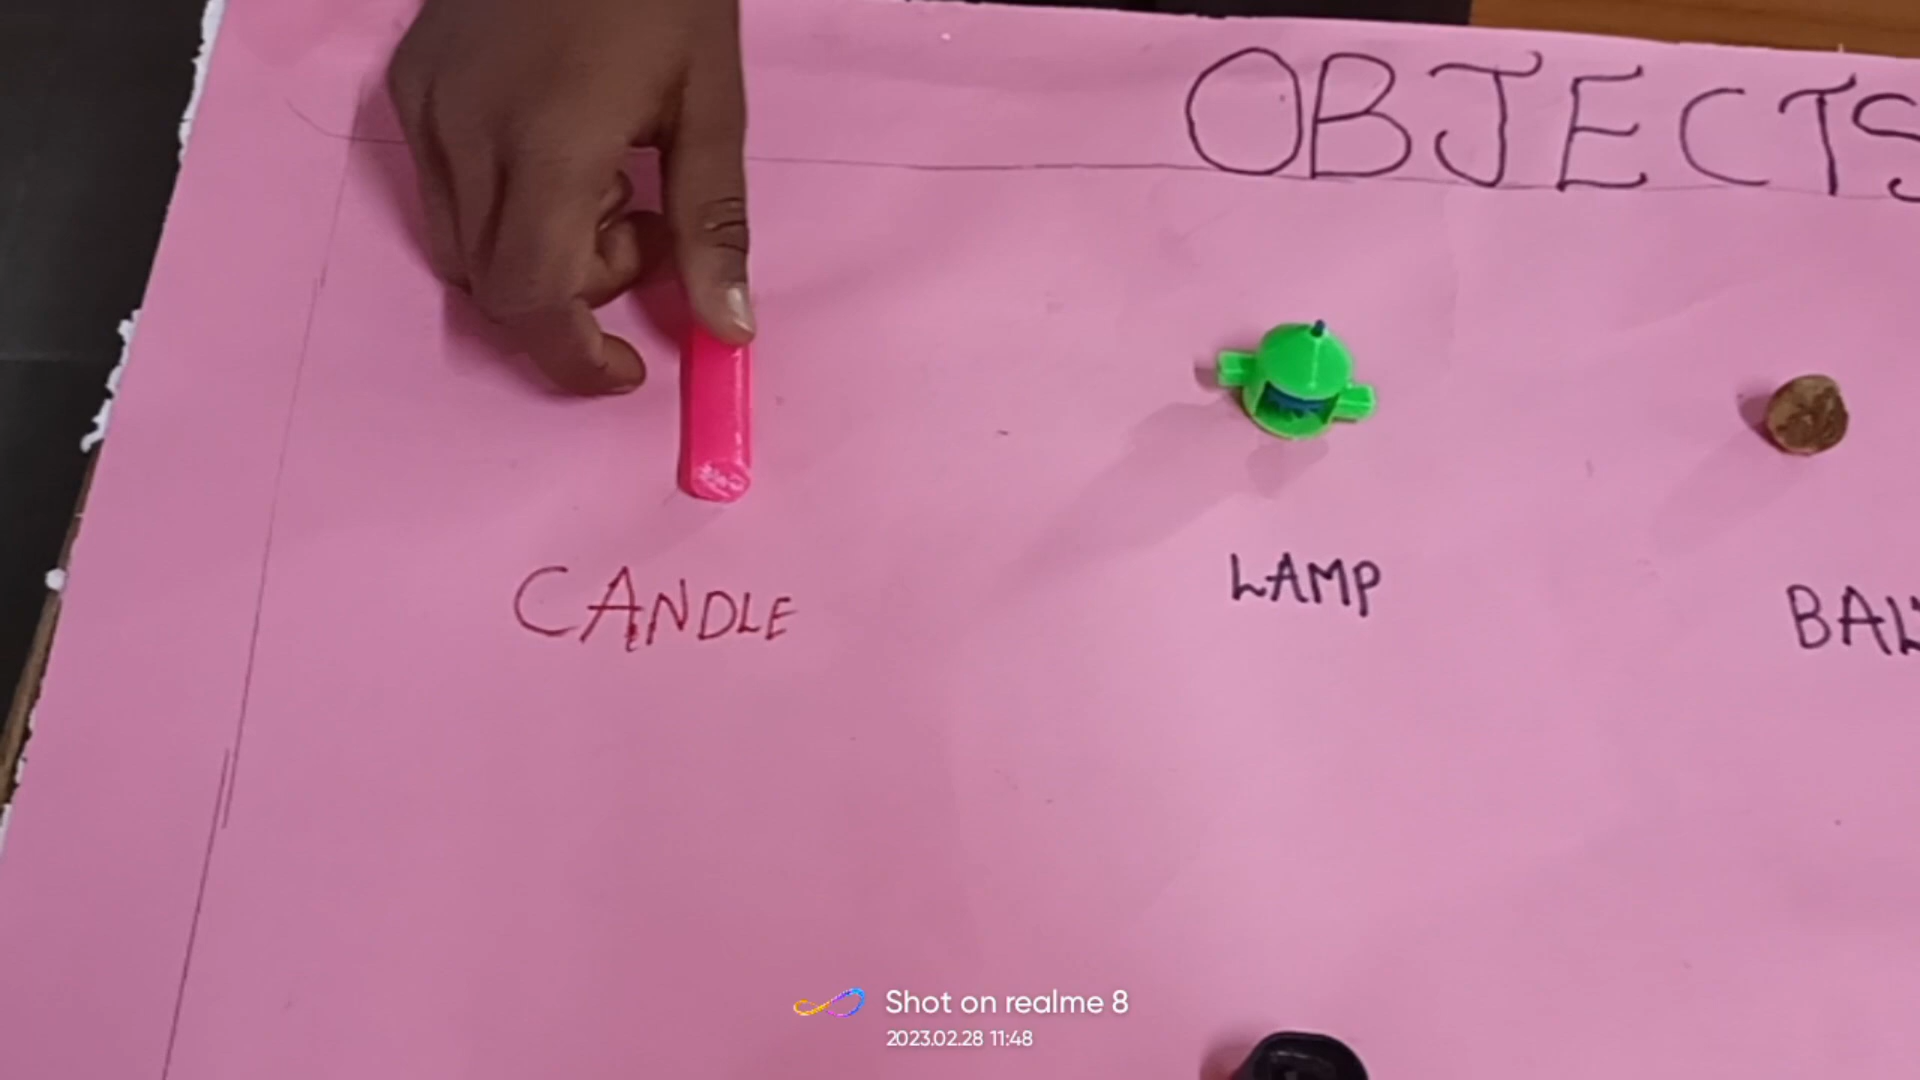 OBJECTS
CANDLE
LAMP
Shot on realme 8
2023.02.28 11:48